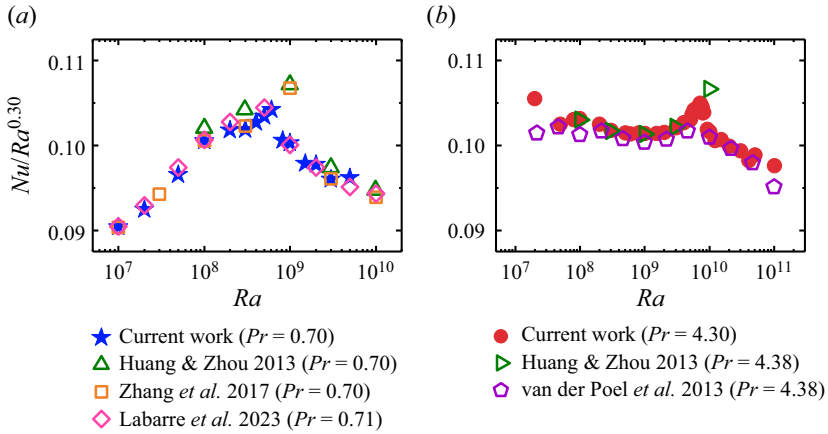 (a)
(b)
Nu/Ra^0.30
0.11
0.10
0.09
10^7
10^8
10^9
10^10
Ra
0.11
0.10
0.09
10^7
10^8
10^9
10^10
10^11
Ra
Current work (Pr = 0.70)
Huang & Zhou 2013 (Pr = 0.70)
Zhang et al. 2017 (Pr = 0.70)
Labarre et al. 2023 (Pr = 0.71)
Current work (Pr = 4.30)
Huang & Zhou 2013 (Pr = 4.38)
van der Poel et al. 2013 (Pr = 4.38)